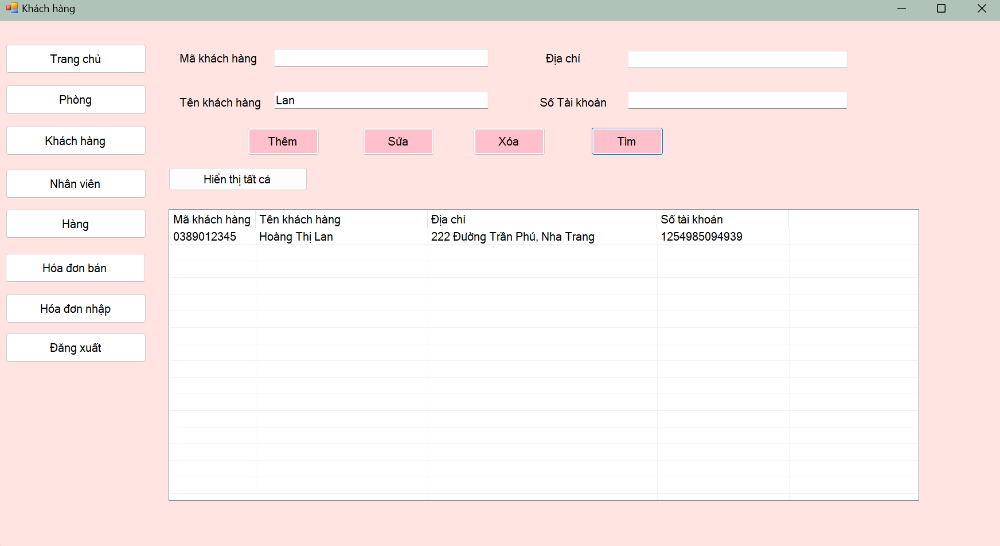 Khách hàng
Trang chủ
Phòng
Khách hàng
Nhân viên
Hàng
Hóa đơn bán
Hóa đơn nhập
Đăng xuất
Mã khách hàng
Địa chỉ
Tên khách hàng Lan
Số Tài khoản
Thêm Sửa Xóa Tìm
Hiển thị tất cả
Mã khách hàng Tên khách hàng Địa chỉ Số tài khoản
0389012345 Hoàng Thị Lan 222 Đường Trần Phú, Nha Trang 1254985094939